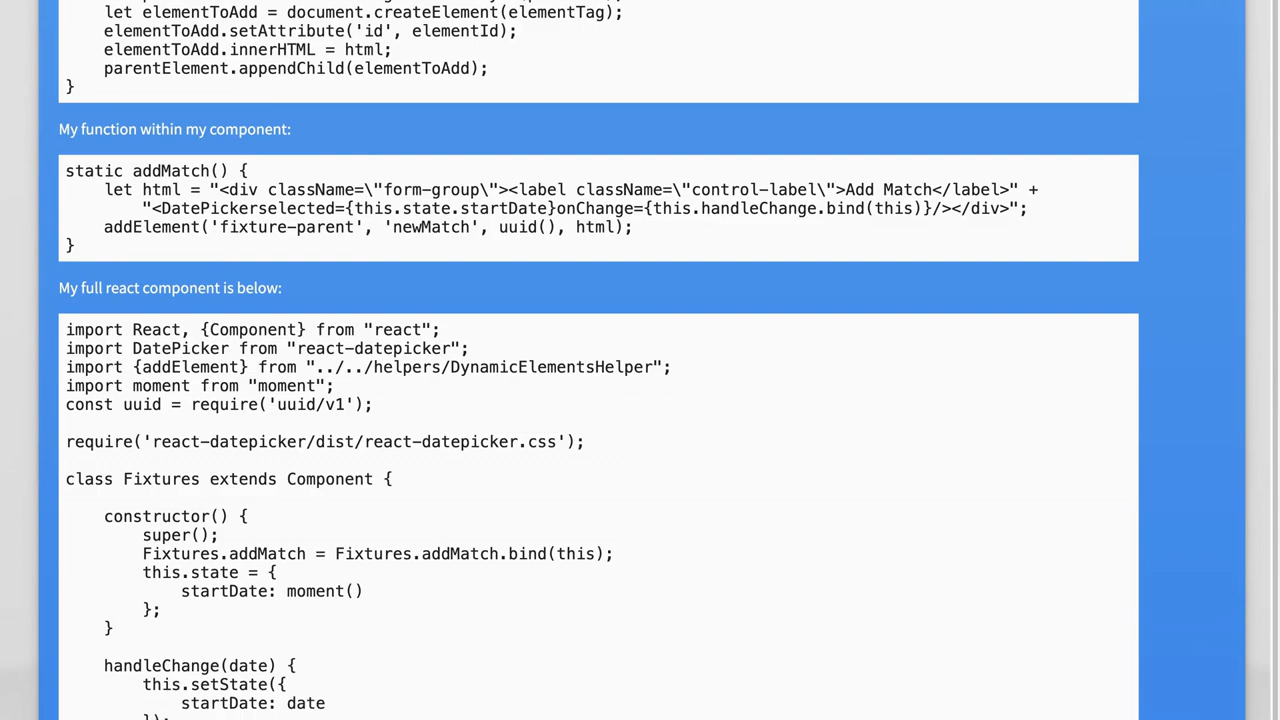 let elementToAdd = document.createElement(elementTag);
elementToAdd.setAttribute('id', elementId);
elementToAdd.innerHTML = html;
parentElement.appendChild(elementToAdd);
}
My function within my component:
static addMatch() {
let html = "<div className=\"form-group\"><label className=\"control-label\">Add Match</label>" +
"<DatePickerselected={this.state.startDate}onChange={this.handleChange.bind(this)}/></div>";
addElement('fixture-parent', 'newMatch', uuid(), html);
}
My full react component is below:
import React, {Component} from "react";
import DatePicker from "react-datepicker";
import {addElement} from "../../helpers/DynamicElementsHelper";
import moment from "moment";
const uuid = require('uuid/v1');
require('react-datepicker/dist/react-datepicker.css');
class Fixtures extends Component {
constructor() {
super();
Fixtures.addMatch = Fixtures.addMatch.bind(this);
this.state = {
startDate: moment()
};
}
handleChange(date) {
this.setState({
startDate: date
});